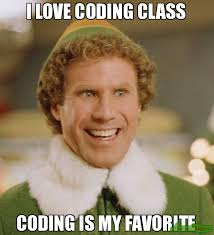 I LOVE CODING CLASS
CODING IS MY FAVORITE